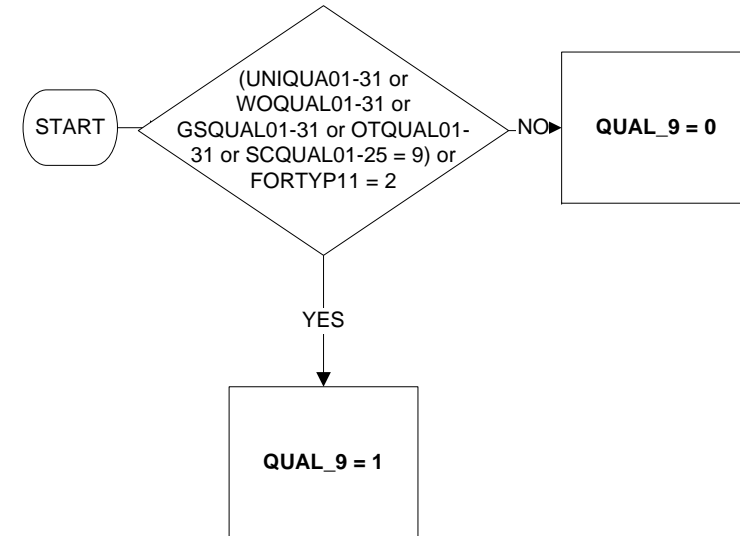 (UNIQUA01-31 or
WOQUAL01-31 or
GSQUAL01-31 or OTQUAL01-
31 or SCQUAL01-25 = 9) or
FORTYP11 = 2
START
NO
QUAL_9 = 0
YES
QUAL_9 = 1